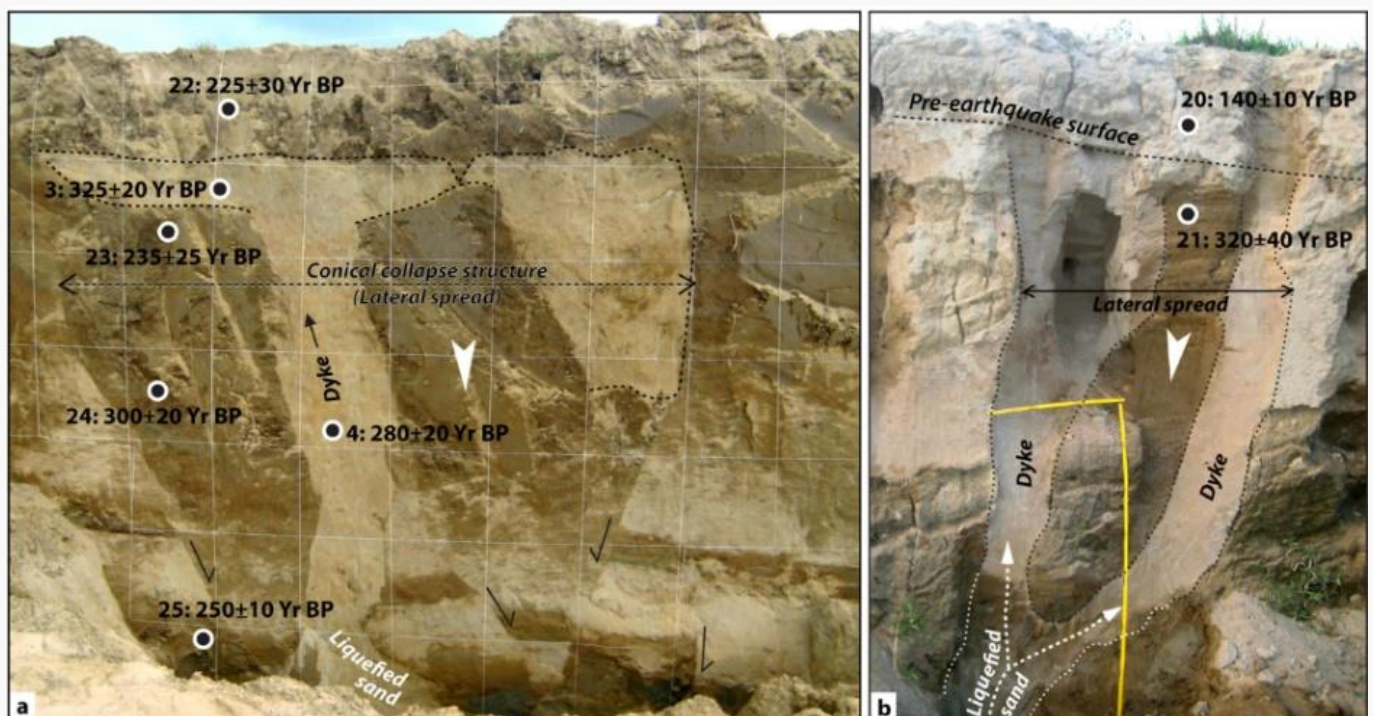 22: 225±30 Yr BP
3: 325±20 Yr BP
23: 235±25 Yr BP
Conical collapse structure
(Lateral spread)
Dyke
24: 300±20 Yr BP
4: 280±20 Yr BP
25: 250±10 Yr BP
Liquefied
sand
a
20: 140±10 Yr BP
Pre-earthquake surface
21: 320±40 Yr BP
Lateral spread
Dyke
Dyke
Liquefied
sand
b